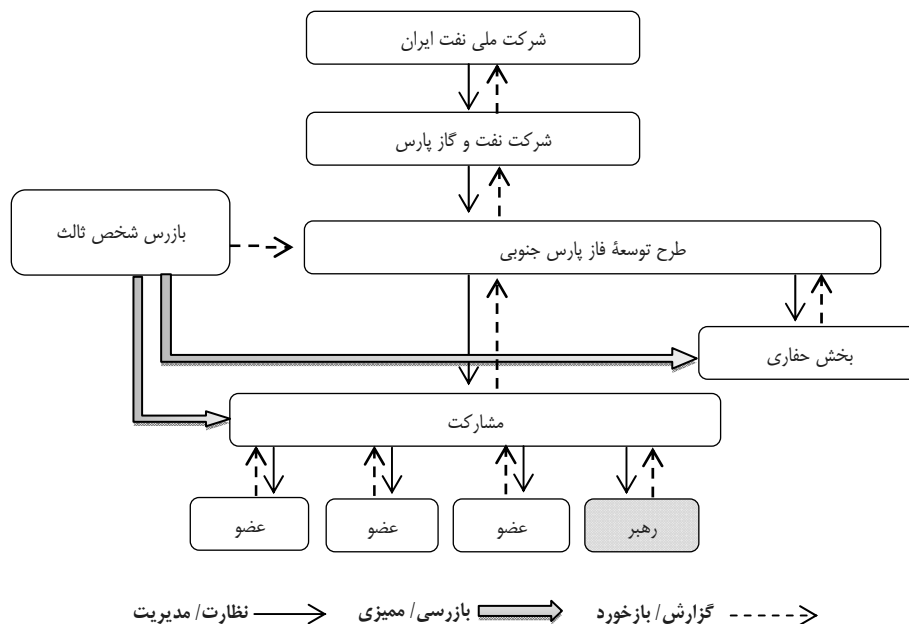 شرکت ملی نفت ایران
شرکت نفت و گاز پارس
بازرس شخص ثالث
طرح توسعۀ فاز پارس جنوبی
بخش حفاری
مشارکت
رهبر
عضو
عضو
عضو
گزارش/ بازخورد
بازرسی/ ممیزی
نظارت/ مدیریت